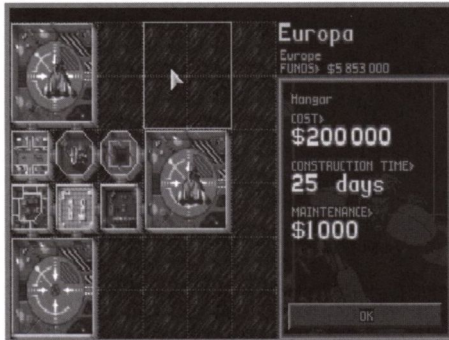 Europa
Europe
FUNDS> $5 853 000
Hangar
COST>
$200 000
CONSTRUCTION TIME>
25 days
MAINTENANCE>
$1000
OK